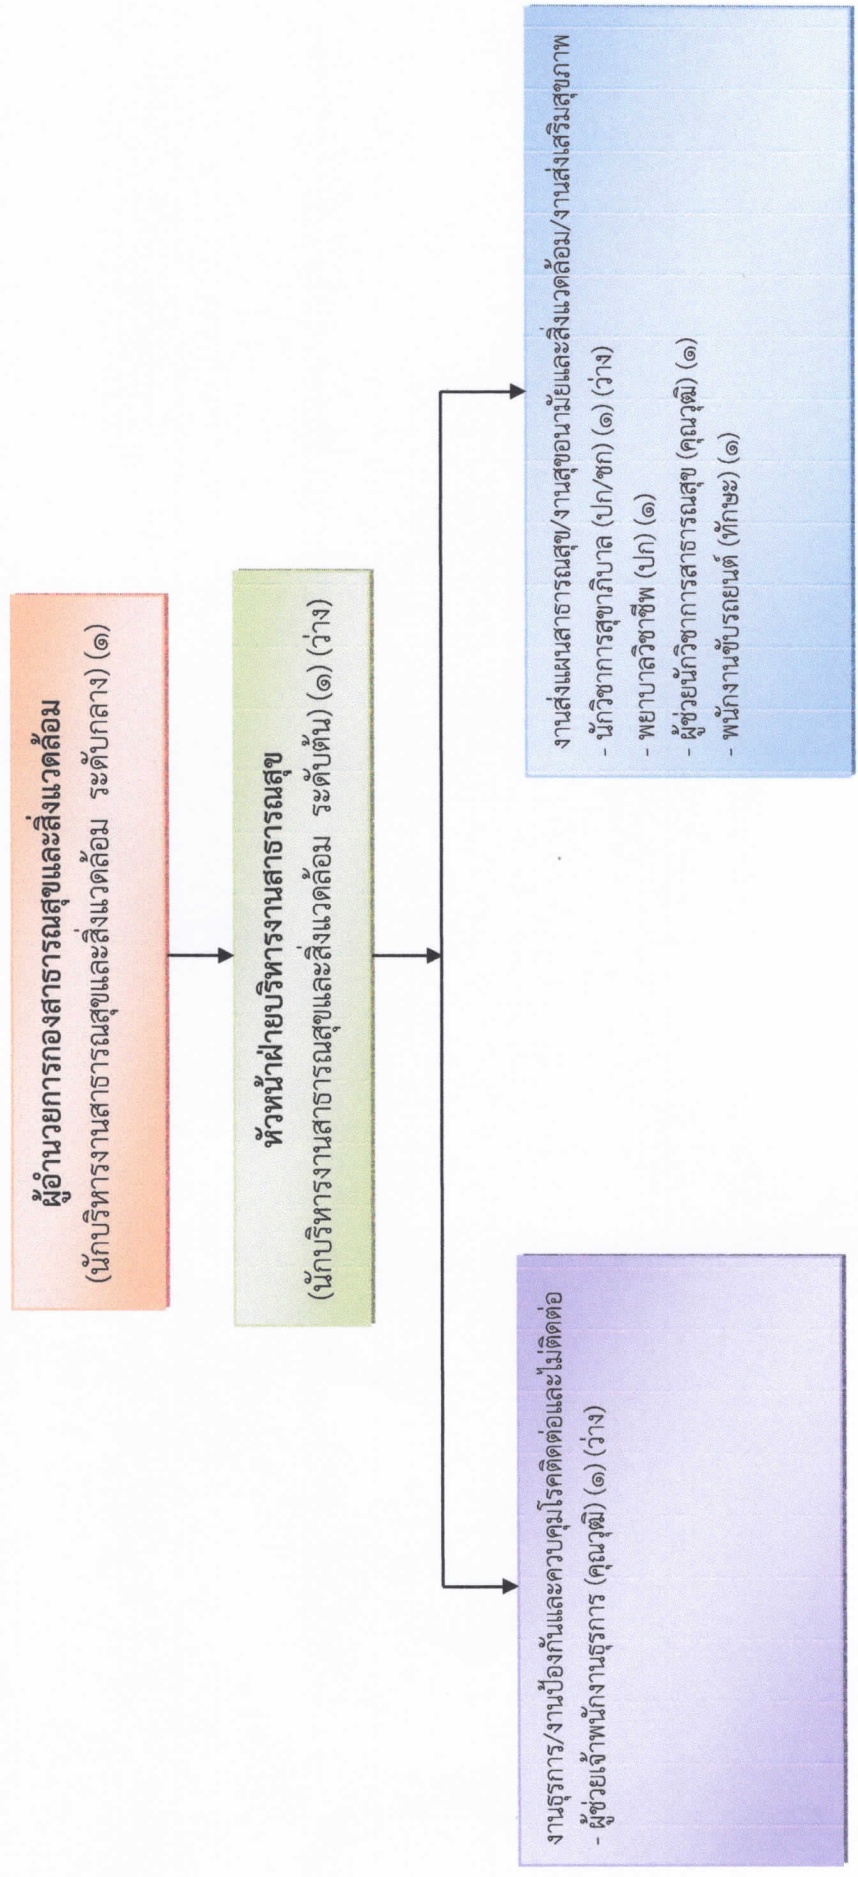 ผู้อำนวยการกองสาธารณสุขและสิ่งแวดล้อม
(นักบริหารงานสาธารณสุขและสิ่งแวดล้อม ระดับกลาง) (๑)
หัวหน้าฝ่ายบริหารงานสาธารณสุข
(นักบริหารงานสาธารณสุขและสิ่งแวดล้อม ระดับต้น) (๑) (ว่าง)
งานธุรการ/งานป้องกันและควบคุมโรคติดต่อและไม่ติดต่อ
- ผู้ช่วยเจ้าพนักงานธุรการ (คุณวุฒิ) (๑) (ว่าง)
งานส่งแผนสาธารณสุข/งานสุขอนามัยและสิ่งแวดล้อม/งานส่งเสริมสุขภาพ
- นักวิชาการสุขาภิบาล (ปก/ชก) (๑) (ว่าง)
- พยาบาลวิชาชีพ (ปก) (๑)
- ผู้ช่วยนักวิชาการสาธารณสุข (คุณวุฒิ) (๑)
- พนักงานขับรถยนต์ (ทักษะ) (๑)